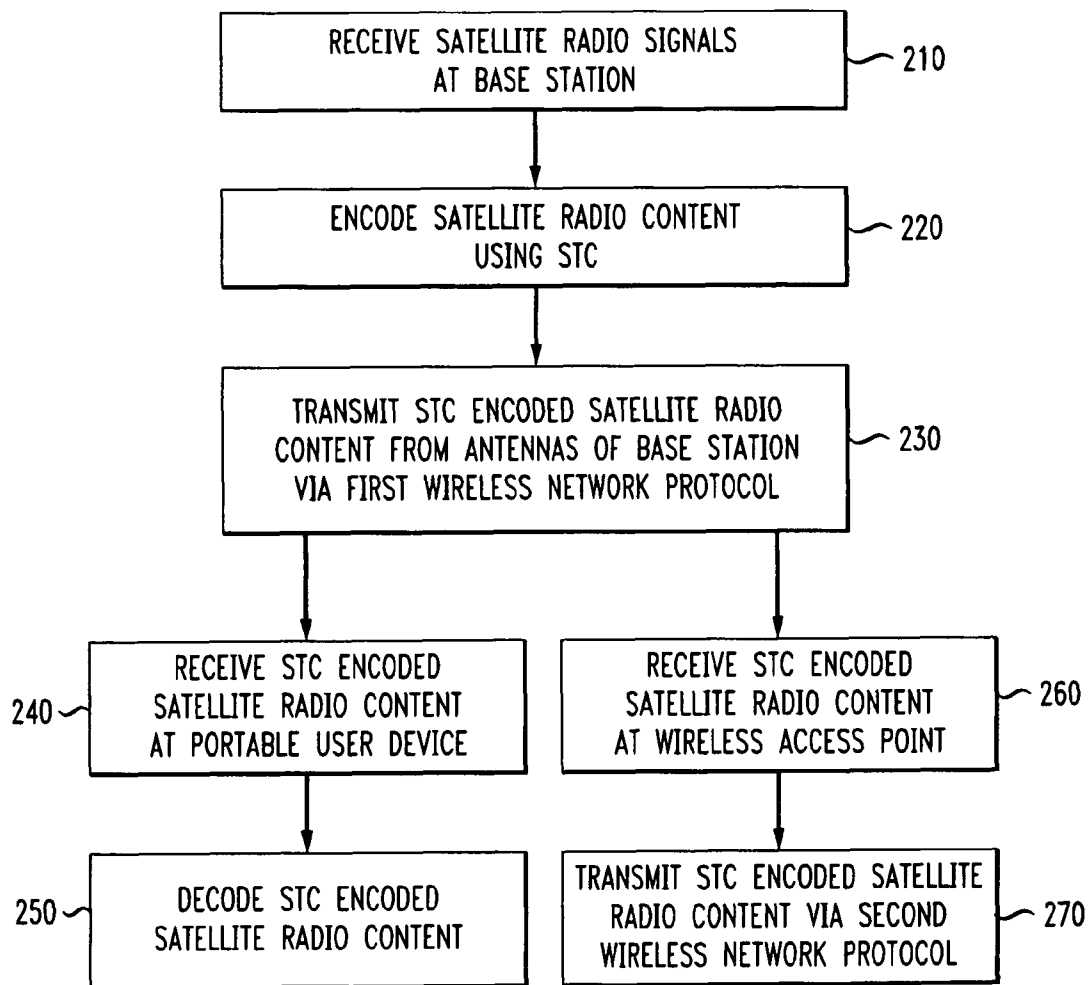 RECEIVE SATELLITE RADIO SIGNALS
AT BASE STATION
210
ENCODE SATELLITE RADIO CONTENT
USING STC
220
TRANSMIT STC ENCODED SATELLITE RADIO
CONTENT FROM ANTENNAS OF BASE STATION
VIA FIRST WIRELESS NETWORK PROTOCOL
230
240
RECEIVE STC ENCODED
SATELLITE RADIO CONTENT
AT PORTABLE USER DEVICE
RECEIVE STC ENCODED
SATELLITE RADIO CONTENT
AT WIRELESS ACCESS POINT
260
250
DECODE STC ENCODED
SATELLITE RADIO CONTENT
TRANSMIT STC ENCODED SATELLITE
RADIO CONTENT VIA SECOND
WIRELESS NETWORK PROTOCOL
270